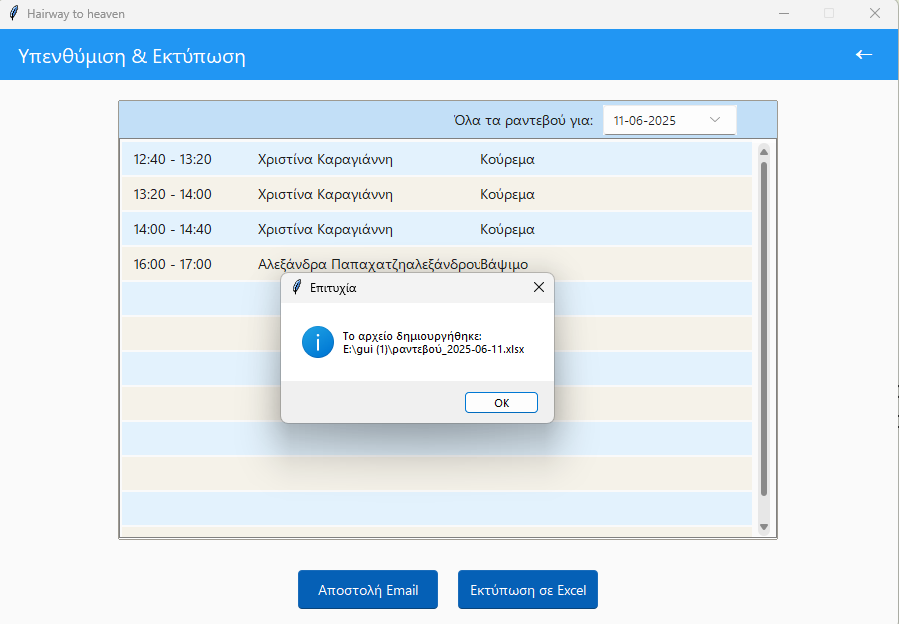 Hairway to heaven
Υπενθύμιση & Εκτύπωση
Όλα τα ραντεβού για: 11-06-2025
12:40 - 13:20 Χριστίνα Καραγιάννη Κούρεμα
13:20 - 14:00 Χριστίνα Καραγιάννη Κούρεμα
14:00 - 14:40 Χριστίνα Καραγιάννη Κούρεμα
16:00 - 17:00 Αλεξάνδρα Παπαχατζηαλεξάνδρου Βάψιμο
Επιτυχία
Το αρχείο δημιουργήθηκε:
E:\gui (1)\ραντεβού_2025-06-11.xlsx
OK
Αποστολή Email
Εκτύπωση σε Excel